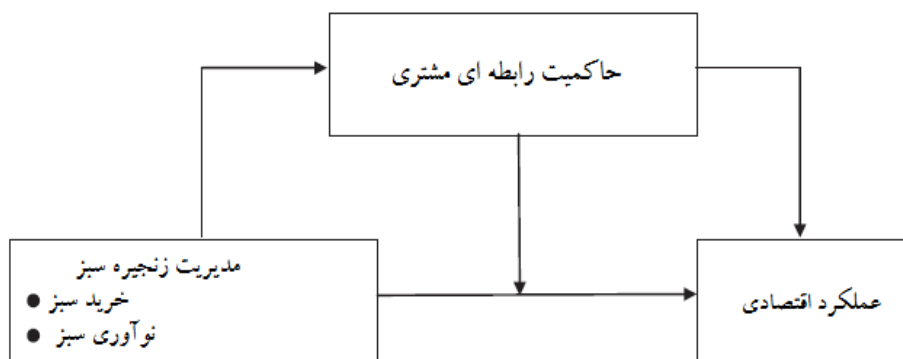 حاکمیت رابطه ای مشتری
مدیریت زنجیره سبز
● خرید سبز
● نوآوری سبز
عملکرد اقتصادی